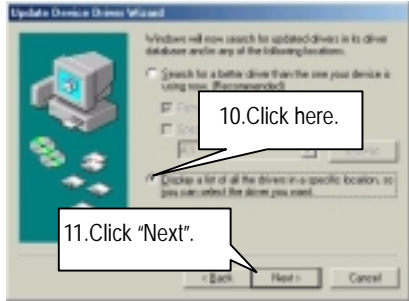 Update Device Driver Wizard
Windows will now search for updated drivers in its driver
database and in any of the following locations.
Search for a better driver than the one your device is
using now. (Recommended)
10.Click here.
Display a list of all the drivers in a specific location, so
you can select the driver you want.
11.Click “Next”.
< Back
Next >
Cancel